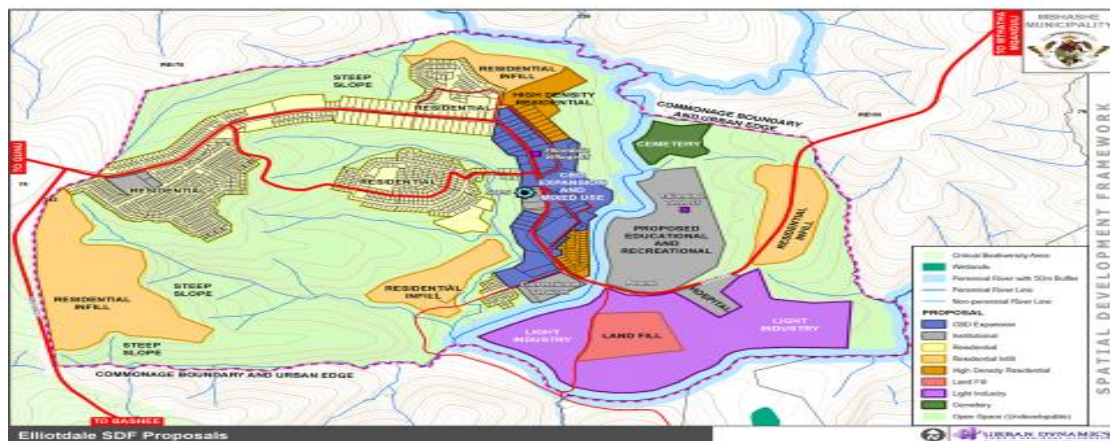 MBHASHE
MUNICIPALITY
TO MTHATHA
MQANDULI
RESIDENTIAL
INFILL
STEEP
SLOPE
RESIDENTIAL
HIGH DENSITY
RESIDENTIAL
COMMONAGE BOUNDARY
AND URBAN EDGE
CEMETERY
TO QUNU
RESIDENTIAL
RESIDENTIAL
CBD
EXPANSION
AND
MIXED USE
PROPOSED
EDUCATIONAL
AND
RECREATIONAL
RESIDENTIAL
INFILL
RESIDENTIAL
INFILL
STEEP
SLOPE
RESIDENTIAL
INFILL
HOSPITAL
LIGHT
INDUSTRY
LAND FILL
LIGHT
INDUSTRY
STEEP
SLOPE
COMMONAGE BOUNDARY AND URBAN EDGE
TO BASHEE
Critical Biodiversity Area
Wetlands
Perennial River with 50m Buffer
Perennial River Line
Non-perennial River Line
PROPOSAL
CBD Expansion
Institutional
Residential
Residential Infill
High Density Residential
Land Fill
Light Industry
Cemetery
Open Space (Undevelopable)
SPATIAL DEVELOPMENT FRAMEWORK
Elliotdale SDF Proposals
URBAN DYNAMICS